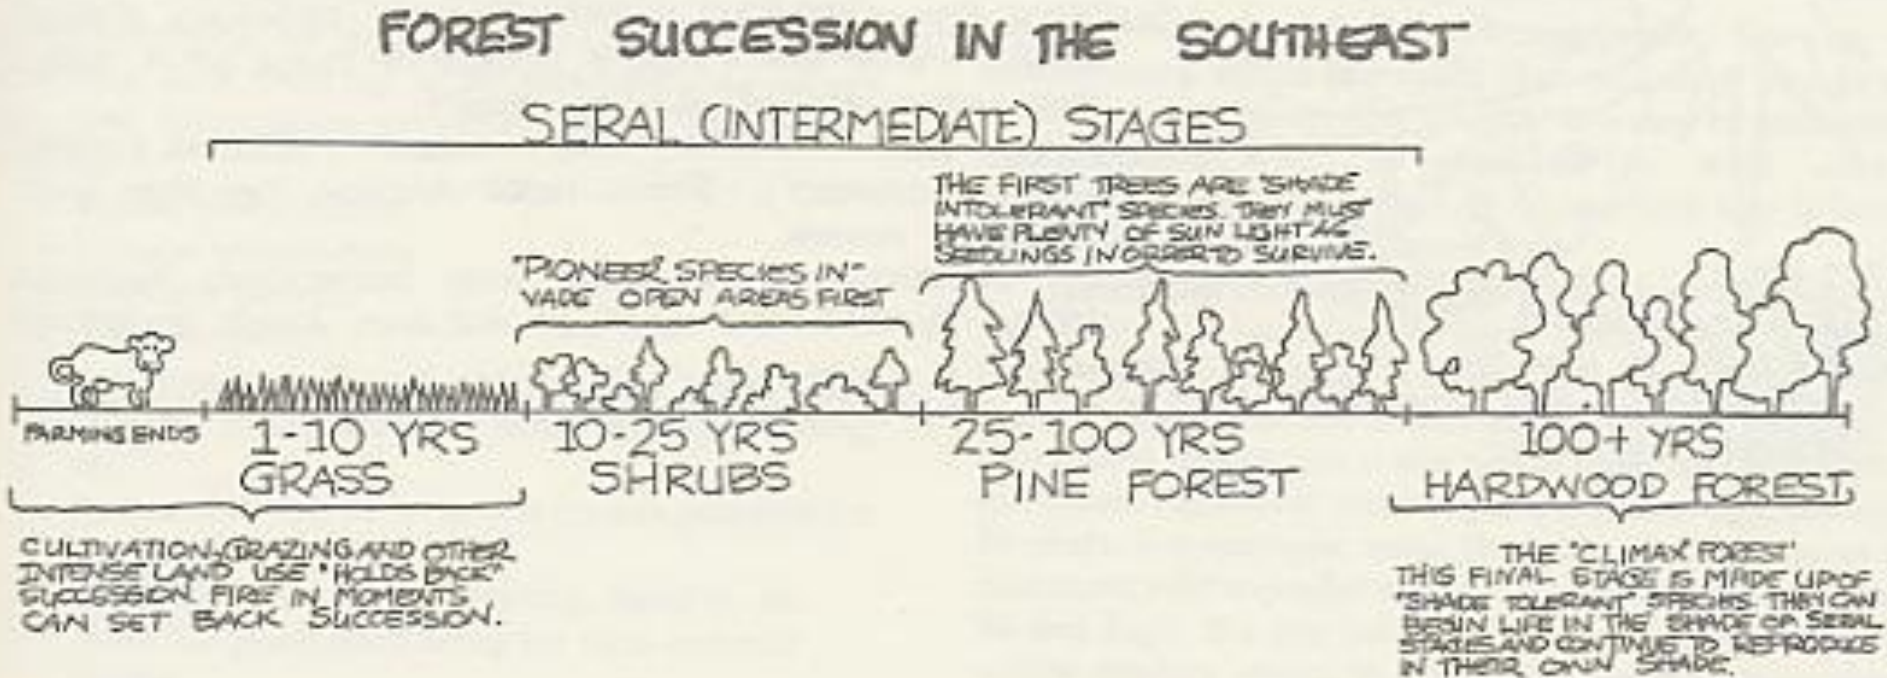 FOREST SUCCESSION IN THE SOUTHEAST
SERAL (INTERMEDIATE) STAGES
THE FIRST TREES ARE "SHADE
INTOLERANT" SPECIES. THEY MUST
HAVE PLENTY OF SUN LIGHT AS
SEEDLINGS IN ORRER TO SURVIVE.
"PIONEER" SPECIES IN-
VADE OPEN AREAS FIRST
FARMING ENDS
1-10 YRS
GRASS
10-25 YRS
SHRUBS
25-100 YRS
PINE FOREST
100+ YRS
HARDWOOD FOREST
CULTIVATION, GRAZING AND OTHER
INTENSE LAND USE "HOLDS BACK"
SUCCESSION. FIRE IN MOMENTS
CAN SET BACK SUCCESSION.
THE "CLIMAX" FOREST
THIS FINAL STAGE IS MADE UP OF
"SHADE TOLERANT" SPECIES. THEY CAN
BEGIN LIFE IN THE SHADE OF SERAL
STAGES AND CONTINUE TO REPRODUCE
IN THEIR OWN SHADE.